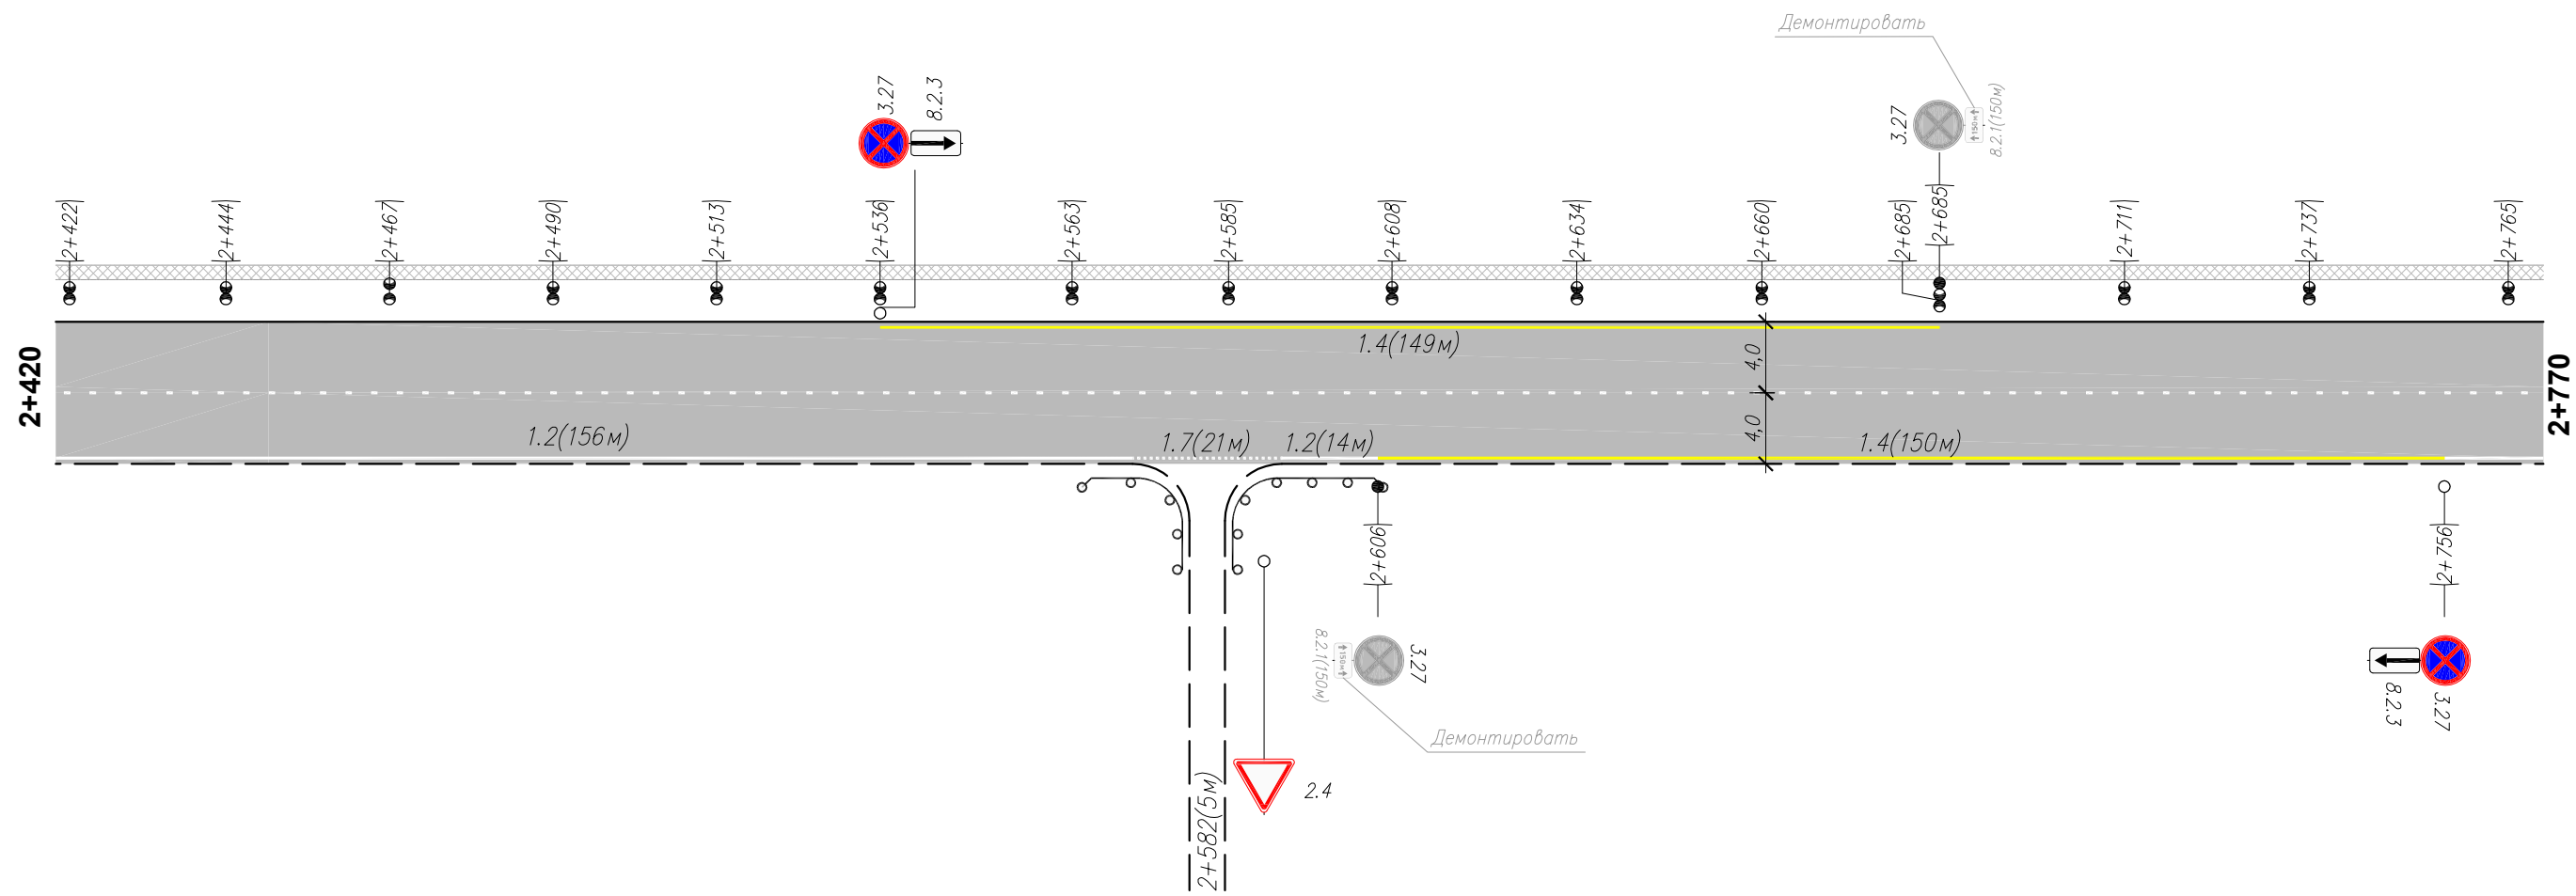 Демонтировать
3.27
8.2.3
3.27
150м
8.2.1(150м)
2+422
2+444
2+467
2+490
2+513
2+536
2+563
2+585
2+608
2+634
2+660
2+685
2+685
2+711
2+737
2+765
2+420
1.4(149м)
4,0
2+770
1.2(156м)
1.7(21м)
1.2(14м)
4,0
1.4(150м)
2+606
2+756
8.2.1(150м)
150м
3.27
8.2.3
3.27
Демонтировать
2+582(5м)
2.4